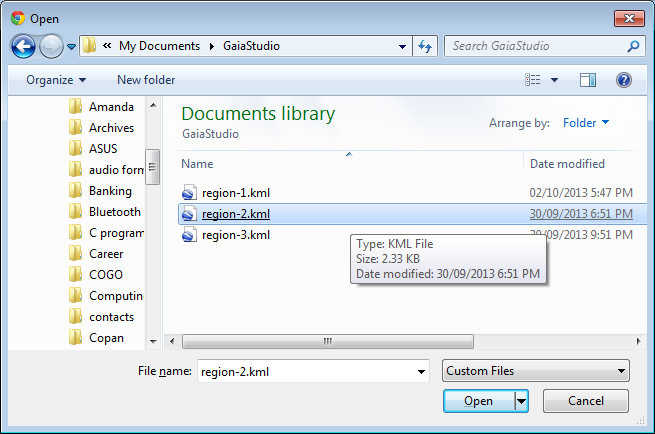 Open
« My Documents GaiaStudio
Search GaiaStudio
Organize New folder
Amanda
Archives
ASUS
audio form
Banking
Bluetooth
C program
Career
COGO
Computing
contacts
Copan
Documents library
GaiaStudio
Arrange by: Folder
Name Date modified
region-1.kml 02/10/2013 5:47 PM
region-2.kml 30/09/2013 6:51 PM
region-3.kml 9:51 PM
Type: KML File
Size: 2.33 KB
Date modified: 30/09/2013 6:51 PM
File name: region-2.kml
Custom Files
Open Cancel